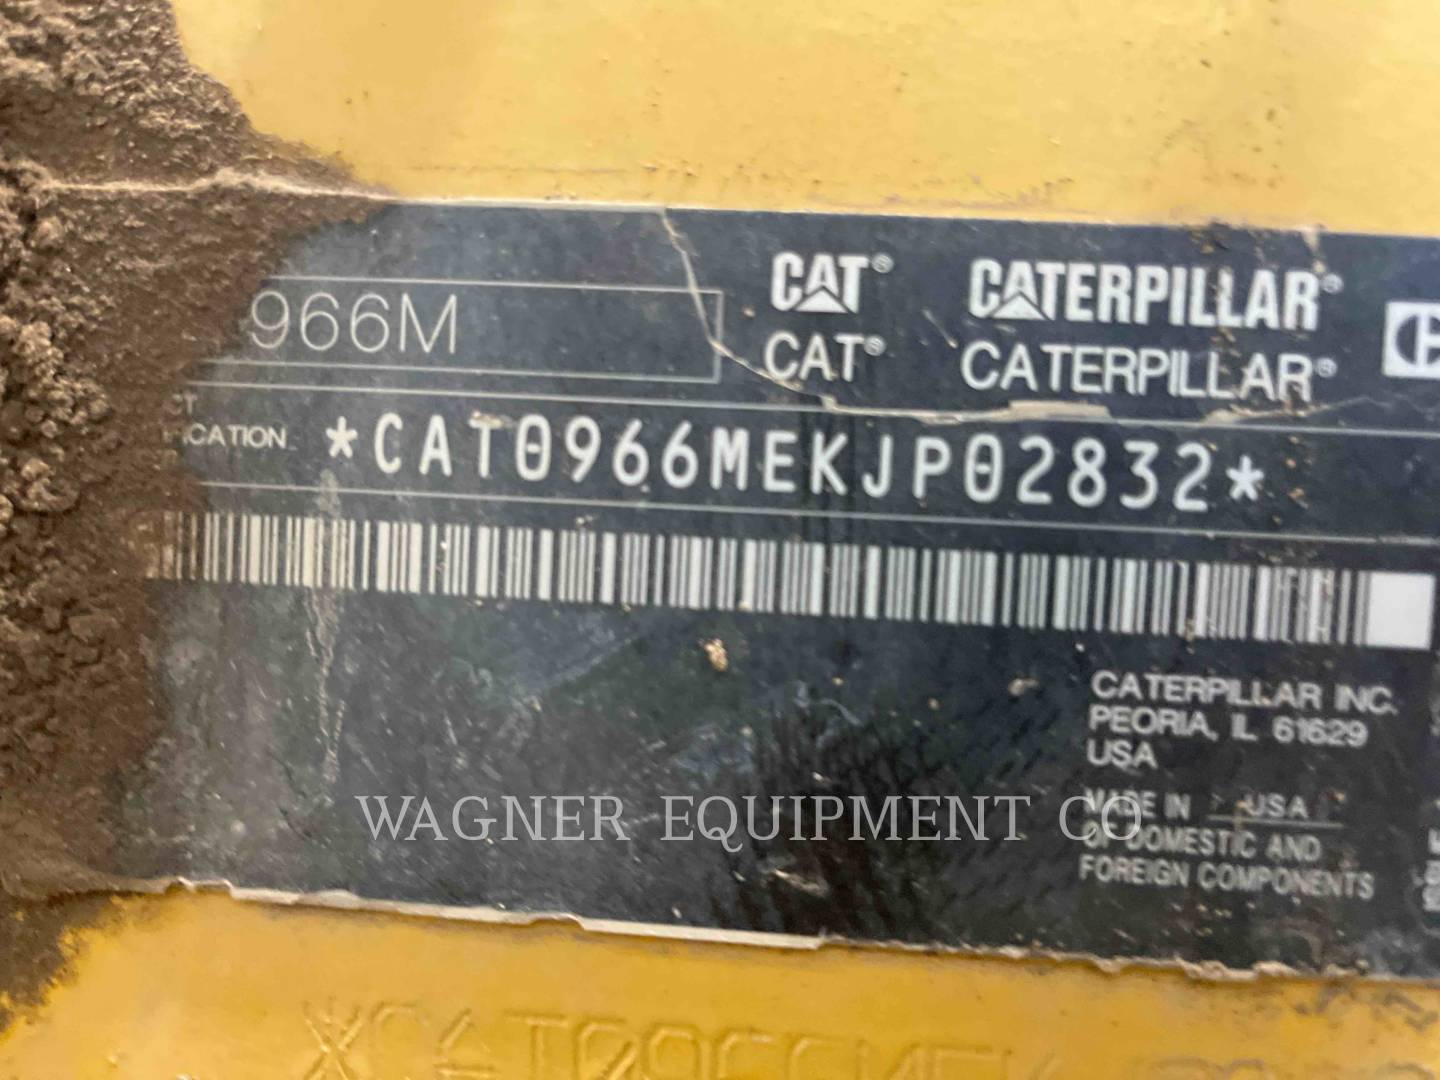 966M
CAT® CATERPILLAR®
CAT® CATERPILLAR®
*CAT0966MEKJP02832*
CATERPILLAR INC.
PEORIA, IL 61629
USA
MADE IN USA
OF DOMESTIC AND
FOREIGN COMPONENTS
WAGNER EQUIPMENT CO